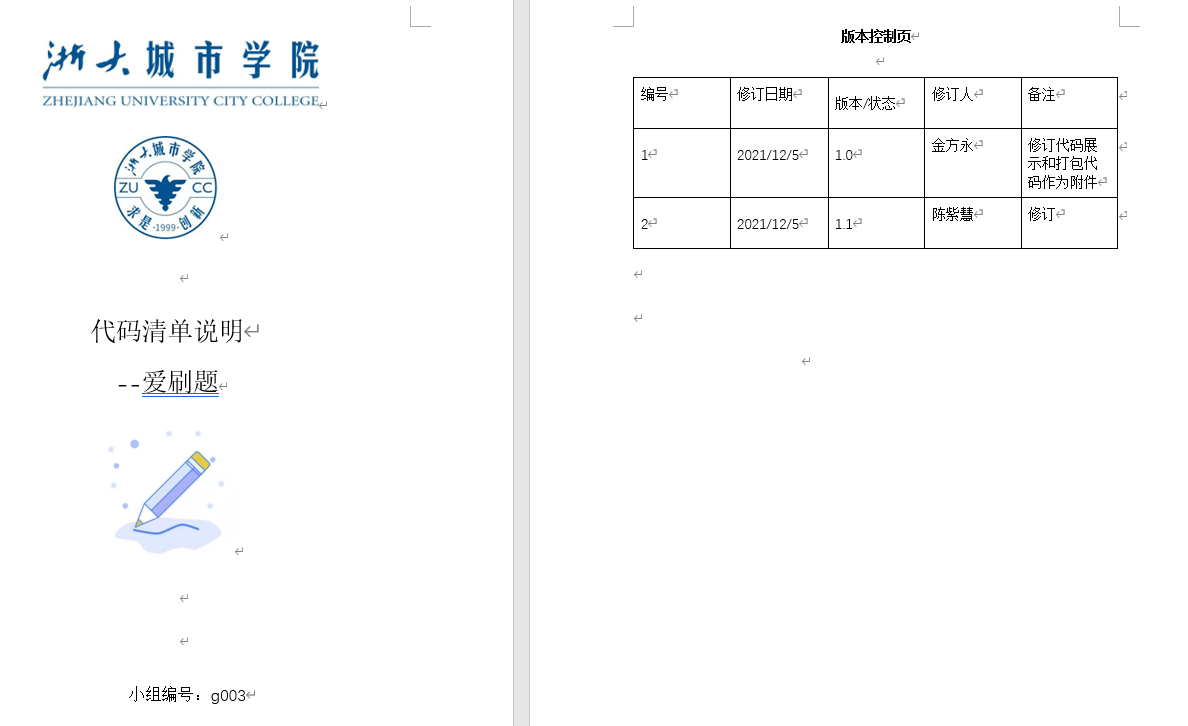 浙大城市学院
ZHEJIANG UNIVERSITY CITY COLLEGE
浙大城市学院
ZU CC
求是 ·1999· 创新
代码清单说明
--爱刷题
小组编号：g003
版本控制页
编号 修订日期 版本/状态 修订人 备注
1 2021/12/5 1.0 金方永 修订代码展
示和打包代
码作为附件
2 2021/12/5 1.1 陈紫慧 修订